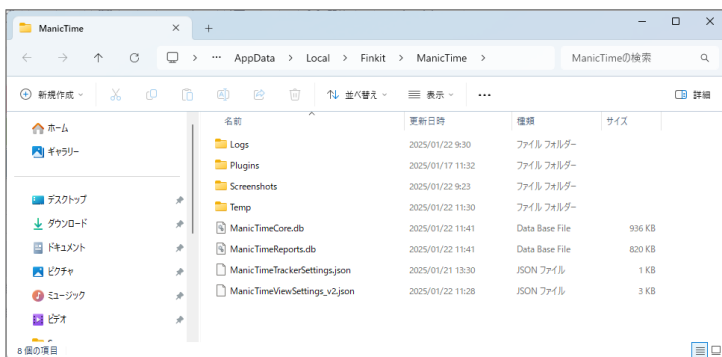 ManicTime
AppData > Local > Finkit > ManicTime >
ManicTimeの検索
新規作成
並べ替え
表示
詳細
ホーム
ギャラリー
デスクトップ
ダウンロード
ドキュメント
ピクチャ
ミュージック
ビデオ
名前 更新日時 種類 サイズ
Logs 2025/01/22 9:30 ファイル フォルダー
Plugins 2025/01/17 11:32 ファイル フォルダー
Screenshots 2025/01/22 9:23 ファイル フォルダー
Temp 2025/01/22 11:30 ファイル フォルダー
ManicTimeCore.db 2025/01/22 11:41 Data Base File 936 KB
ManicTimeReports.db 2025/01/22 11:41 Data Base File 820 KB
ManicTimeTrackerSettings.json 2025/01/21 13:30 JSON ファイル 1 KB
ManicTimeViewSettings_v2.json 2025/01/22 11:28 JSON ファイル 3 KB
8 個の項目